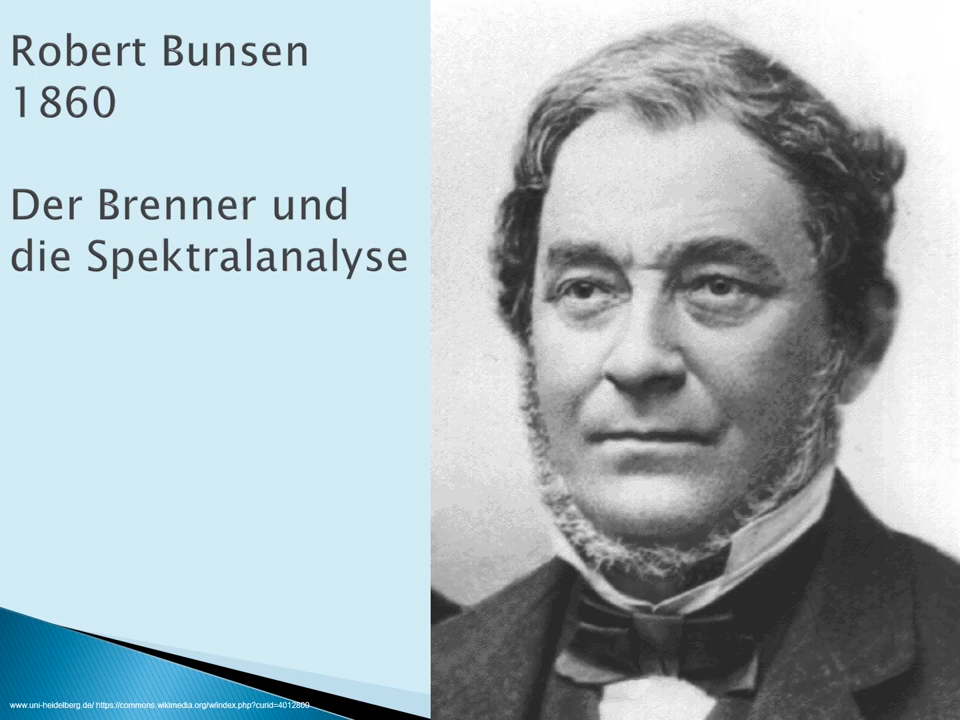 Robert Bunsen
1860
Der Brenner und
die Spektralanalyse
www.uni-heidelberg.de/ https://commons.wikimedia.org/w/index.php?curid=4012800